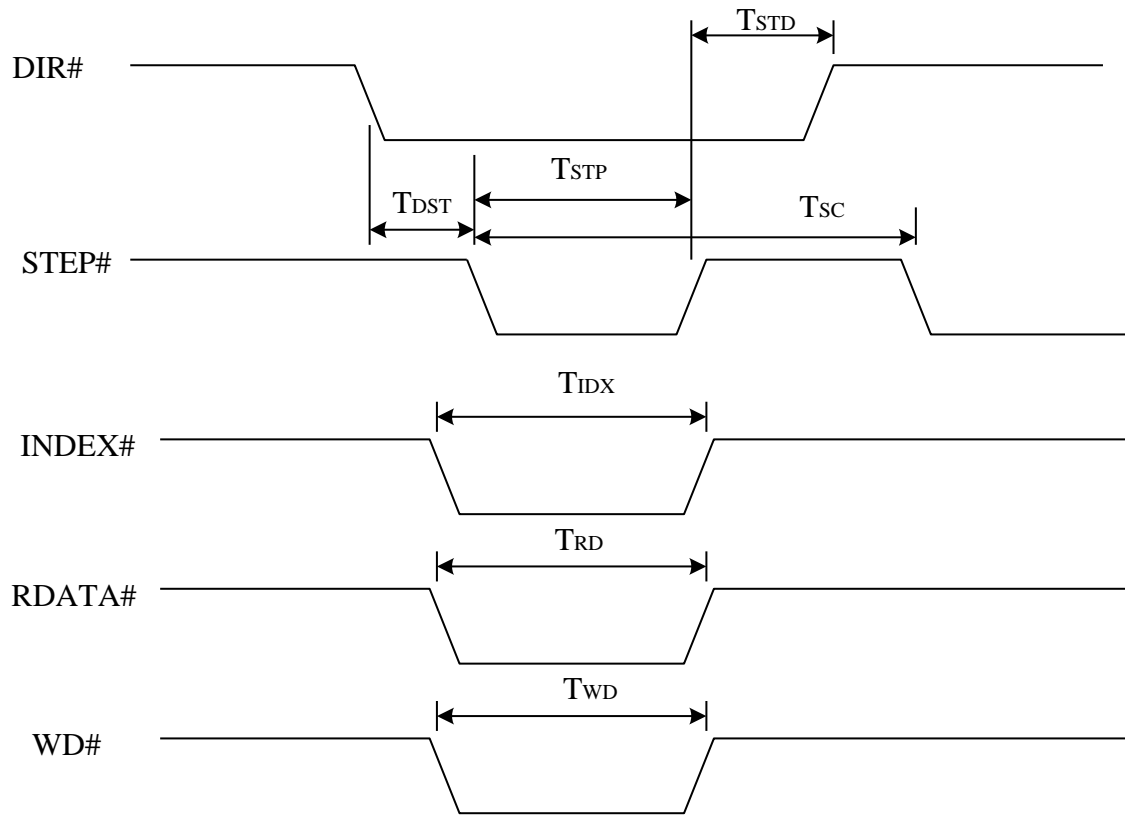 TSTD
DIR#
TSTP
TDST
TSC
STEP#
TIDX
INDEX#
TRD
RDATA#
TWD
WD#